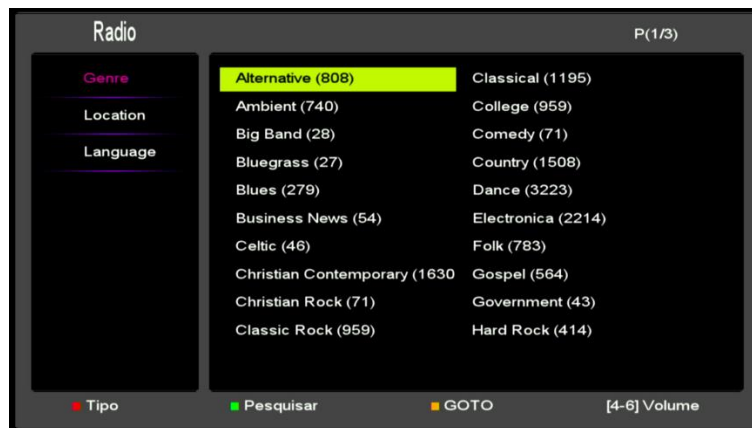 Radio
P(1/3)
Genre
Location
Language
Alternative (808)
Ambient (740)
Big Band (28)
Bluegrass (27)
Blues (279)
Business News (54)
Celtic (46)
Christian Contemporary (1630
Christian Rock (71)
Classic Rock (959)
Classical (1195)
College (959)
Comedy (71)
Country (1508)
Dance (3223)
Electronica (2214)
Folk (783)
Gospel (564)
Government (43)
Hard Rock (414)
Tipo
Pesquisar
GOTO
[4-6] Volume